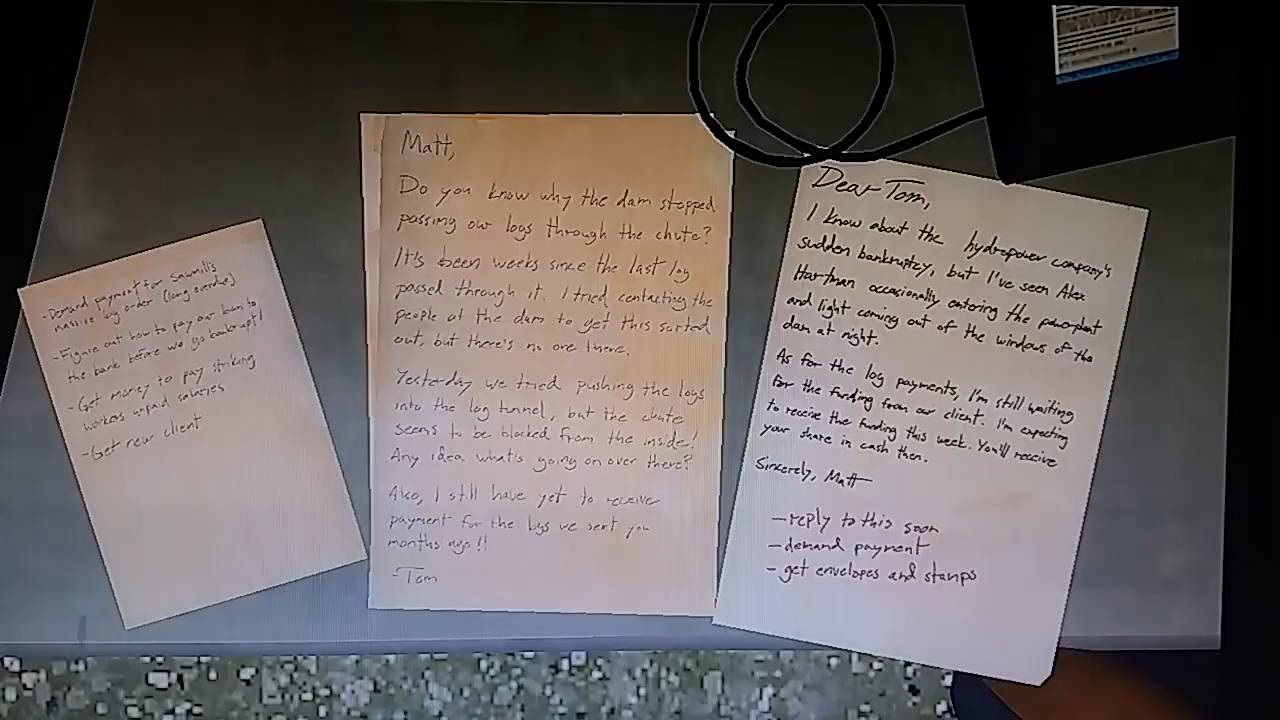 -Demand payment for sawmill's
massive log order (long overdue)
-Figure out how to pay our loan to
the bank before we go bankrupt!
-Get money to pay striking
workers unpaid salaries
-Get new client
Matt,
Do you know why the dam stopped
passing our logs through the chute?
It's been weeks since the last log
passed through it. I tried contacting the
people at the dam to get this sorted
out, but there's no one there.
Yesterday we tried pushing the logs
into the log tunnel, but the chute
seems to be blocked from the inside!
Any idea what's going on over there?
Also, I still have yet to receive
payment for the logs we sent you
months ago!!
-Tom
Dear Tom,
I know about the hydropower company's
sudden bankruptcy, but I've seen Alex
Hartman occasionally entering the powerplant
and light coming out of the windows of the
dam at night.
As for the log payments, I'm still waiting
for the funding from our client. I'm expecting
to receive the funding this week. You'll receive
your share in cash then.
Sincerely, Matt
-reply to this soon
-demand payment
-get envelopes and stamps